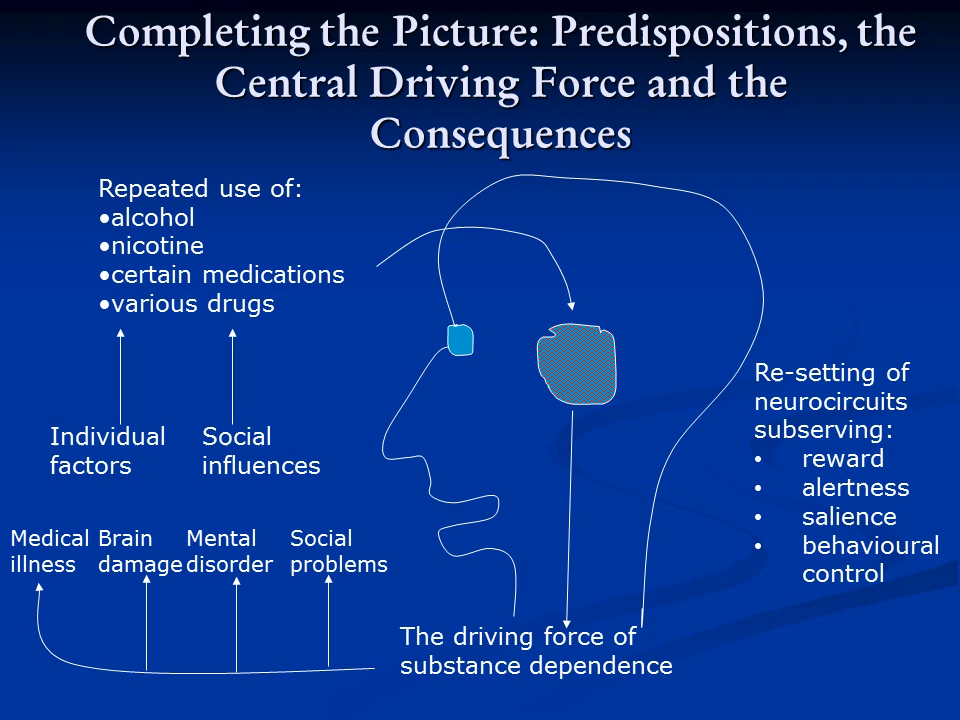 Completing the Picture: Predispositions, the
Central Driving Force and the
Consequences
Repeated use of:
•alcohol
•nicotine
•certain medications
•various drugs
Individual
factors
Social
influences
Re-setting of
neurocircuits
subserving:
• reward
• alertness
• salience
• behavioural
control
Medical
illness
Brain
damage
Mental
disorder
Social
problems
The driving force of
substance dependence